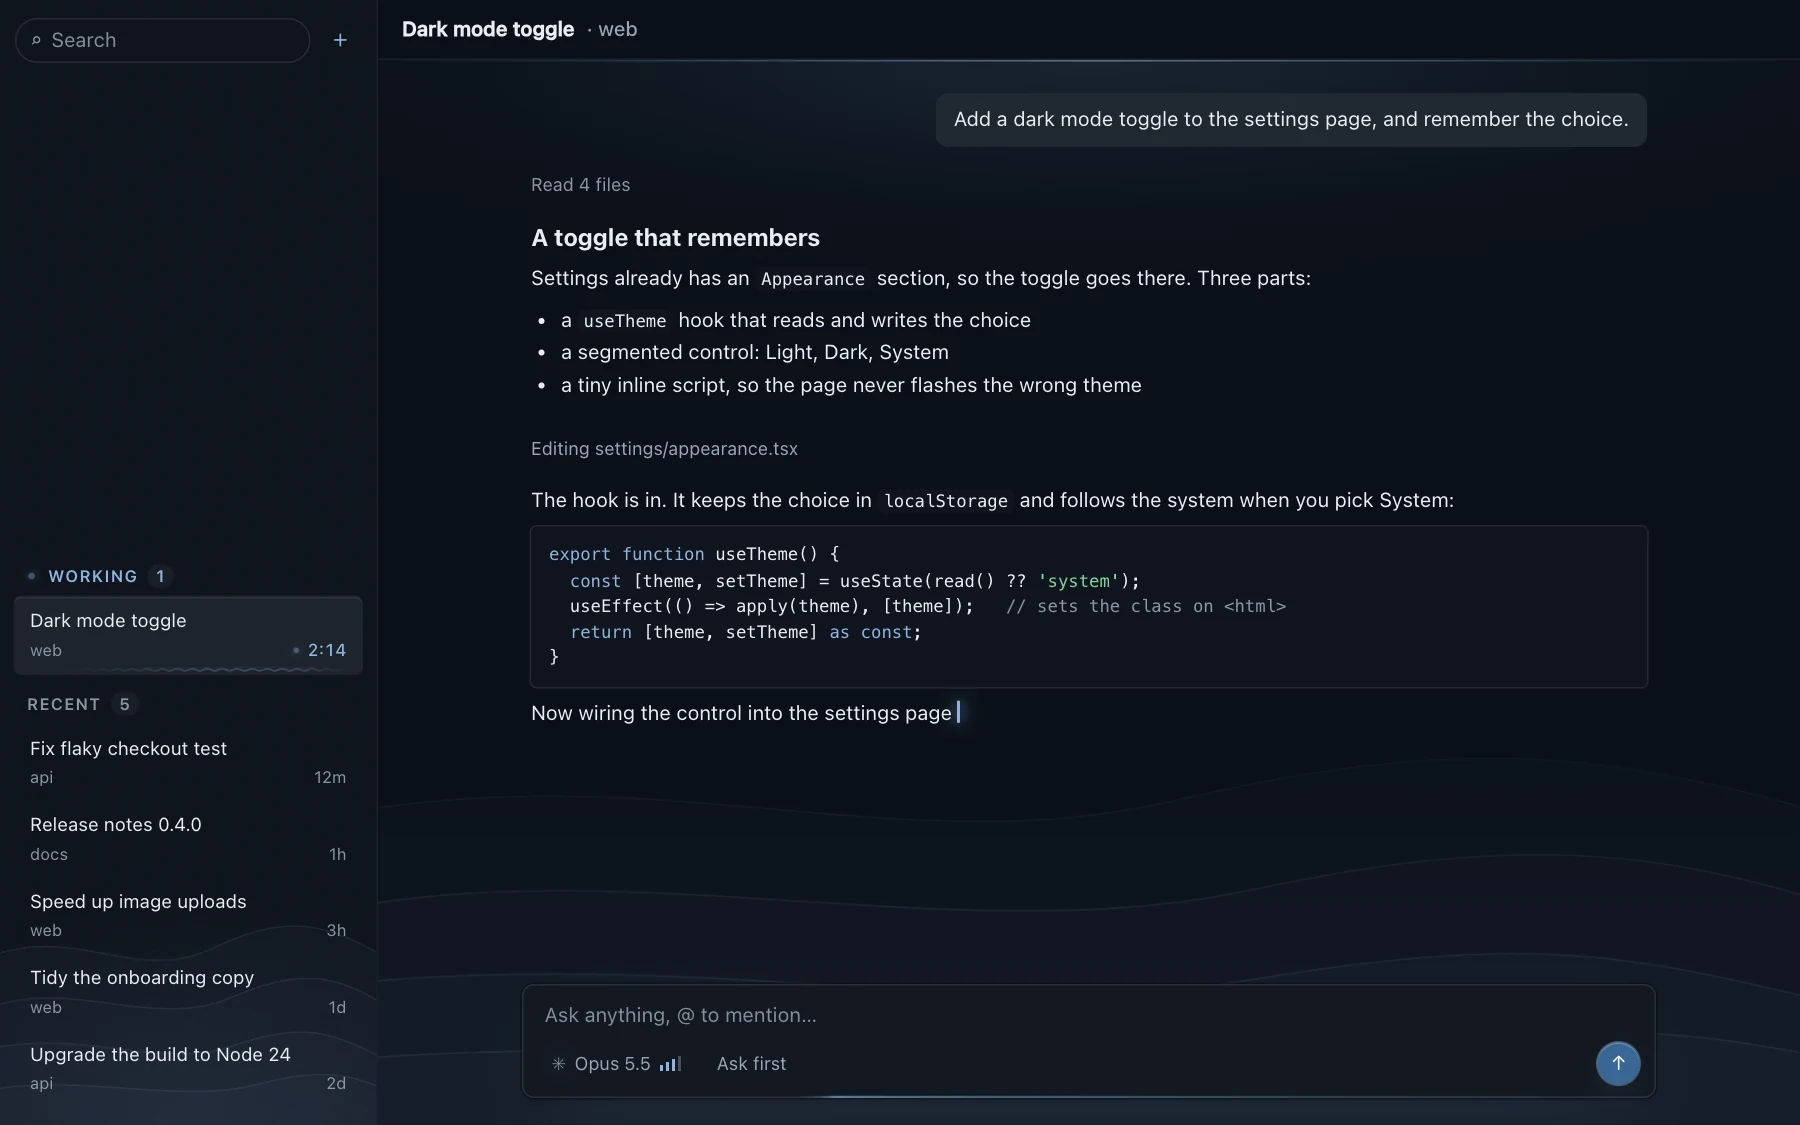 Search
+
WORKING 1
Dark mode toggle
web 2:14
RECENT 5
Fix flaky checkout test
api 12m
Release notes 0.4.0
docs 1h
Speed up image uploads
web 3h
Tidy the onboarding copy
web 1d
Upgrade the build to Node 24
api 2d
Dark mode toggle · web
Add a dark mode toggle to the settings page, and remember the choice.
Read 4 files
A toggle that remembers
Settings already has an Appearance section, so the toggle goes there. Three parts:
• a useTheme hook that reads and writes the choice
• a segmented control: Light, Dark, System
• a tiny inline script, so the page never flashes the wrong theme
Editing settings/appearance.tsx
The hook is in. It keeps the choice in localStorage and follows the system when you pick System:
export function useTheme() {
  const [theme, setTheme] = useState(read() ?? 'system');
  useEffect(() => apply(theme), [theme]);   // sets the class on <html>
  return [theme, setTheme] as const;
}
Now wiring the control into the settings page
Ask anything, @ to mention...
Opus 5.5 Ask first